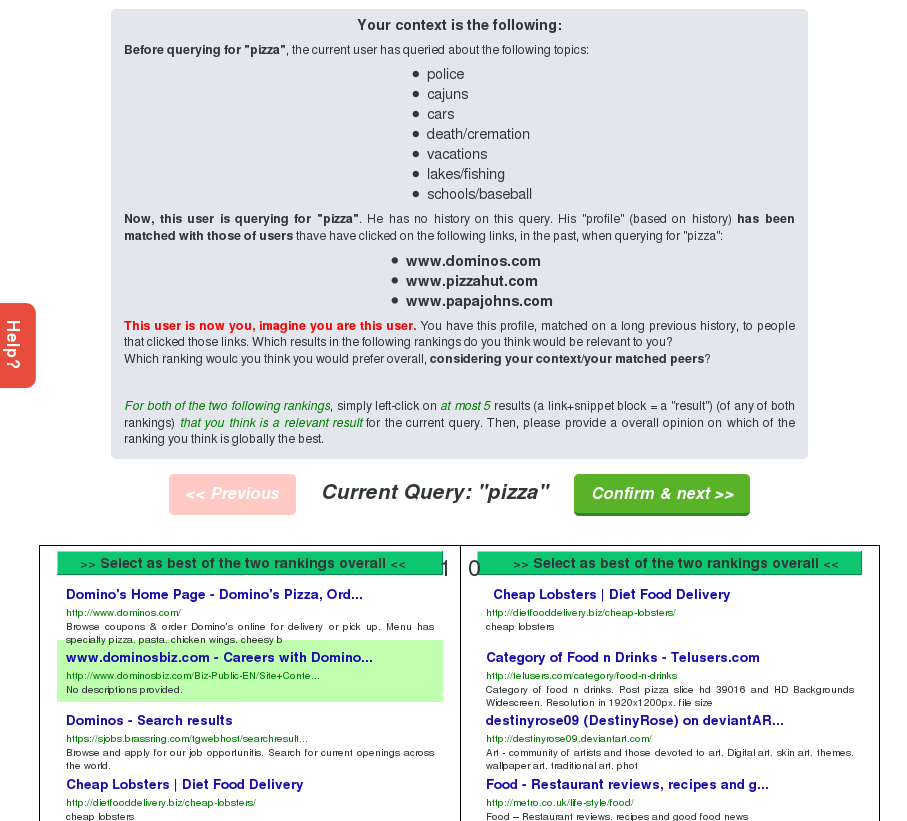 Your context is the following:
Before querying for "pizza", the current user has queried about the following topics:
• police
• cajuns
• cars
• death/cremation
• vacations
• lakes/fishing
• schools/baseball
Now, this user is querying for "pizza". He has no history on this query. His "profile" (based on history) has been
matched with those of users thave have clicked on the following links, in the past, when querying for "pizza":
• www.dominos.com
• www.pizzahut.com
• www.papajohns.com
Help?
This user is now you, imagine you are this user. You have this profile, matched on a long previous history, to people
that clicked those links. Which results in the following rankings do you think would be relevant to you?
Which ranking woulc you think you would prefer overall, considering your context/your matched peers?
For both of the two following rankings, simply left-click on at most 5 results (a link+snippet block = a "result") (of any of both
rankings) that you think is a relevant result for the current query. Then, please provide a overall opinion on which of the
ranking you think is globally the best.
<< Previous
Current Query: "pizza"
Confirm & next >>
>> Select as best of the two rankings overall <<
1
Domino's Home Page - Domino's Pizza, Ord...
http://www.dominos.com/
Browse coupons & order Domino's online for delivery or pick up. Menu has
specialty pizza, pasta, chicken wings, cheesy b
www.dominosbiz.com - Careers with Domino...
http://www.dominosbiz.com/Biz-Public-EN/Site+Conte...
No descriptions provided.
Dominos - Search results
https://sjobs.brassring.com/tgwebhost/searchresult...
Browse and apply for our job opportunitis. Search for current openings across
the world.
Cheap Lobsters | Diet Food Delivery
http://dietfooddelivery.biz/cheap-lobsters/
cheap lobsters
0
>> Select as best of the two rankings overall <<
Cheap Lobsters | Diet Food Delivery
http://dietfooddelivery.biz/cheap-lobsters/
cheap lobsters
Category of Food n Drinks - Telusers.com
http://telusers.com/category/food-n-drinks
Category of food n drinks. Post pizza slice hd 39016 and HD Backgrounds
Widescreen. Resolution in 1920x1200px, file size
destinyrose09 (DestinyRose) on deviantAR...
http://destinyrose09.deviantart.com/
Art - community of artists and those devoted to art. Digital art, skin art, themes,
wallpaper art, traditional art, phot
Food - Restaurant reviews, recipes and g...
http://metro.co.uk/life-style/food/
Food – Restaurant reviews, recipes and good food news